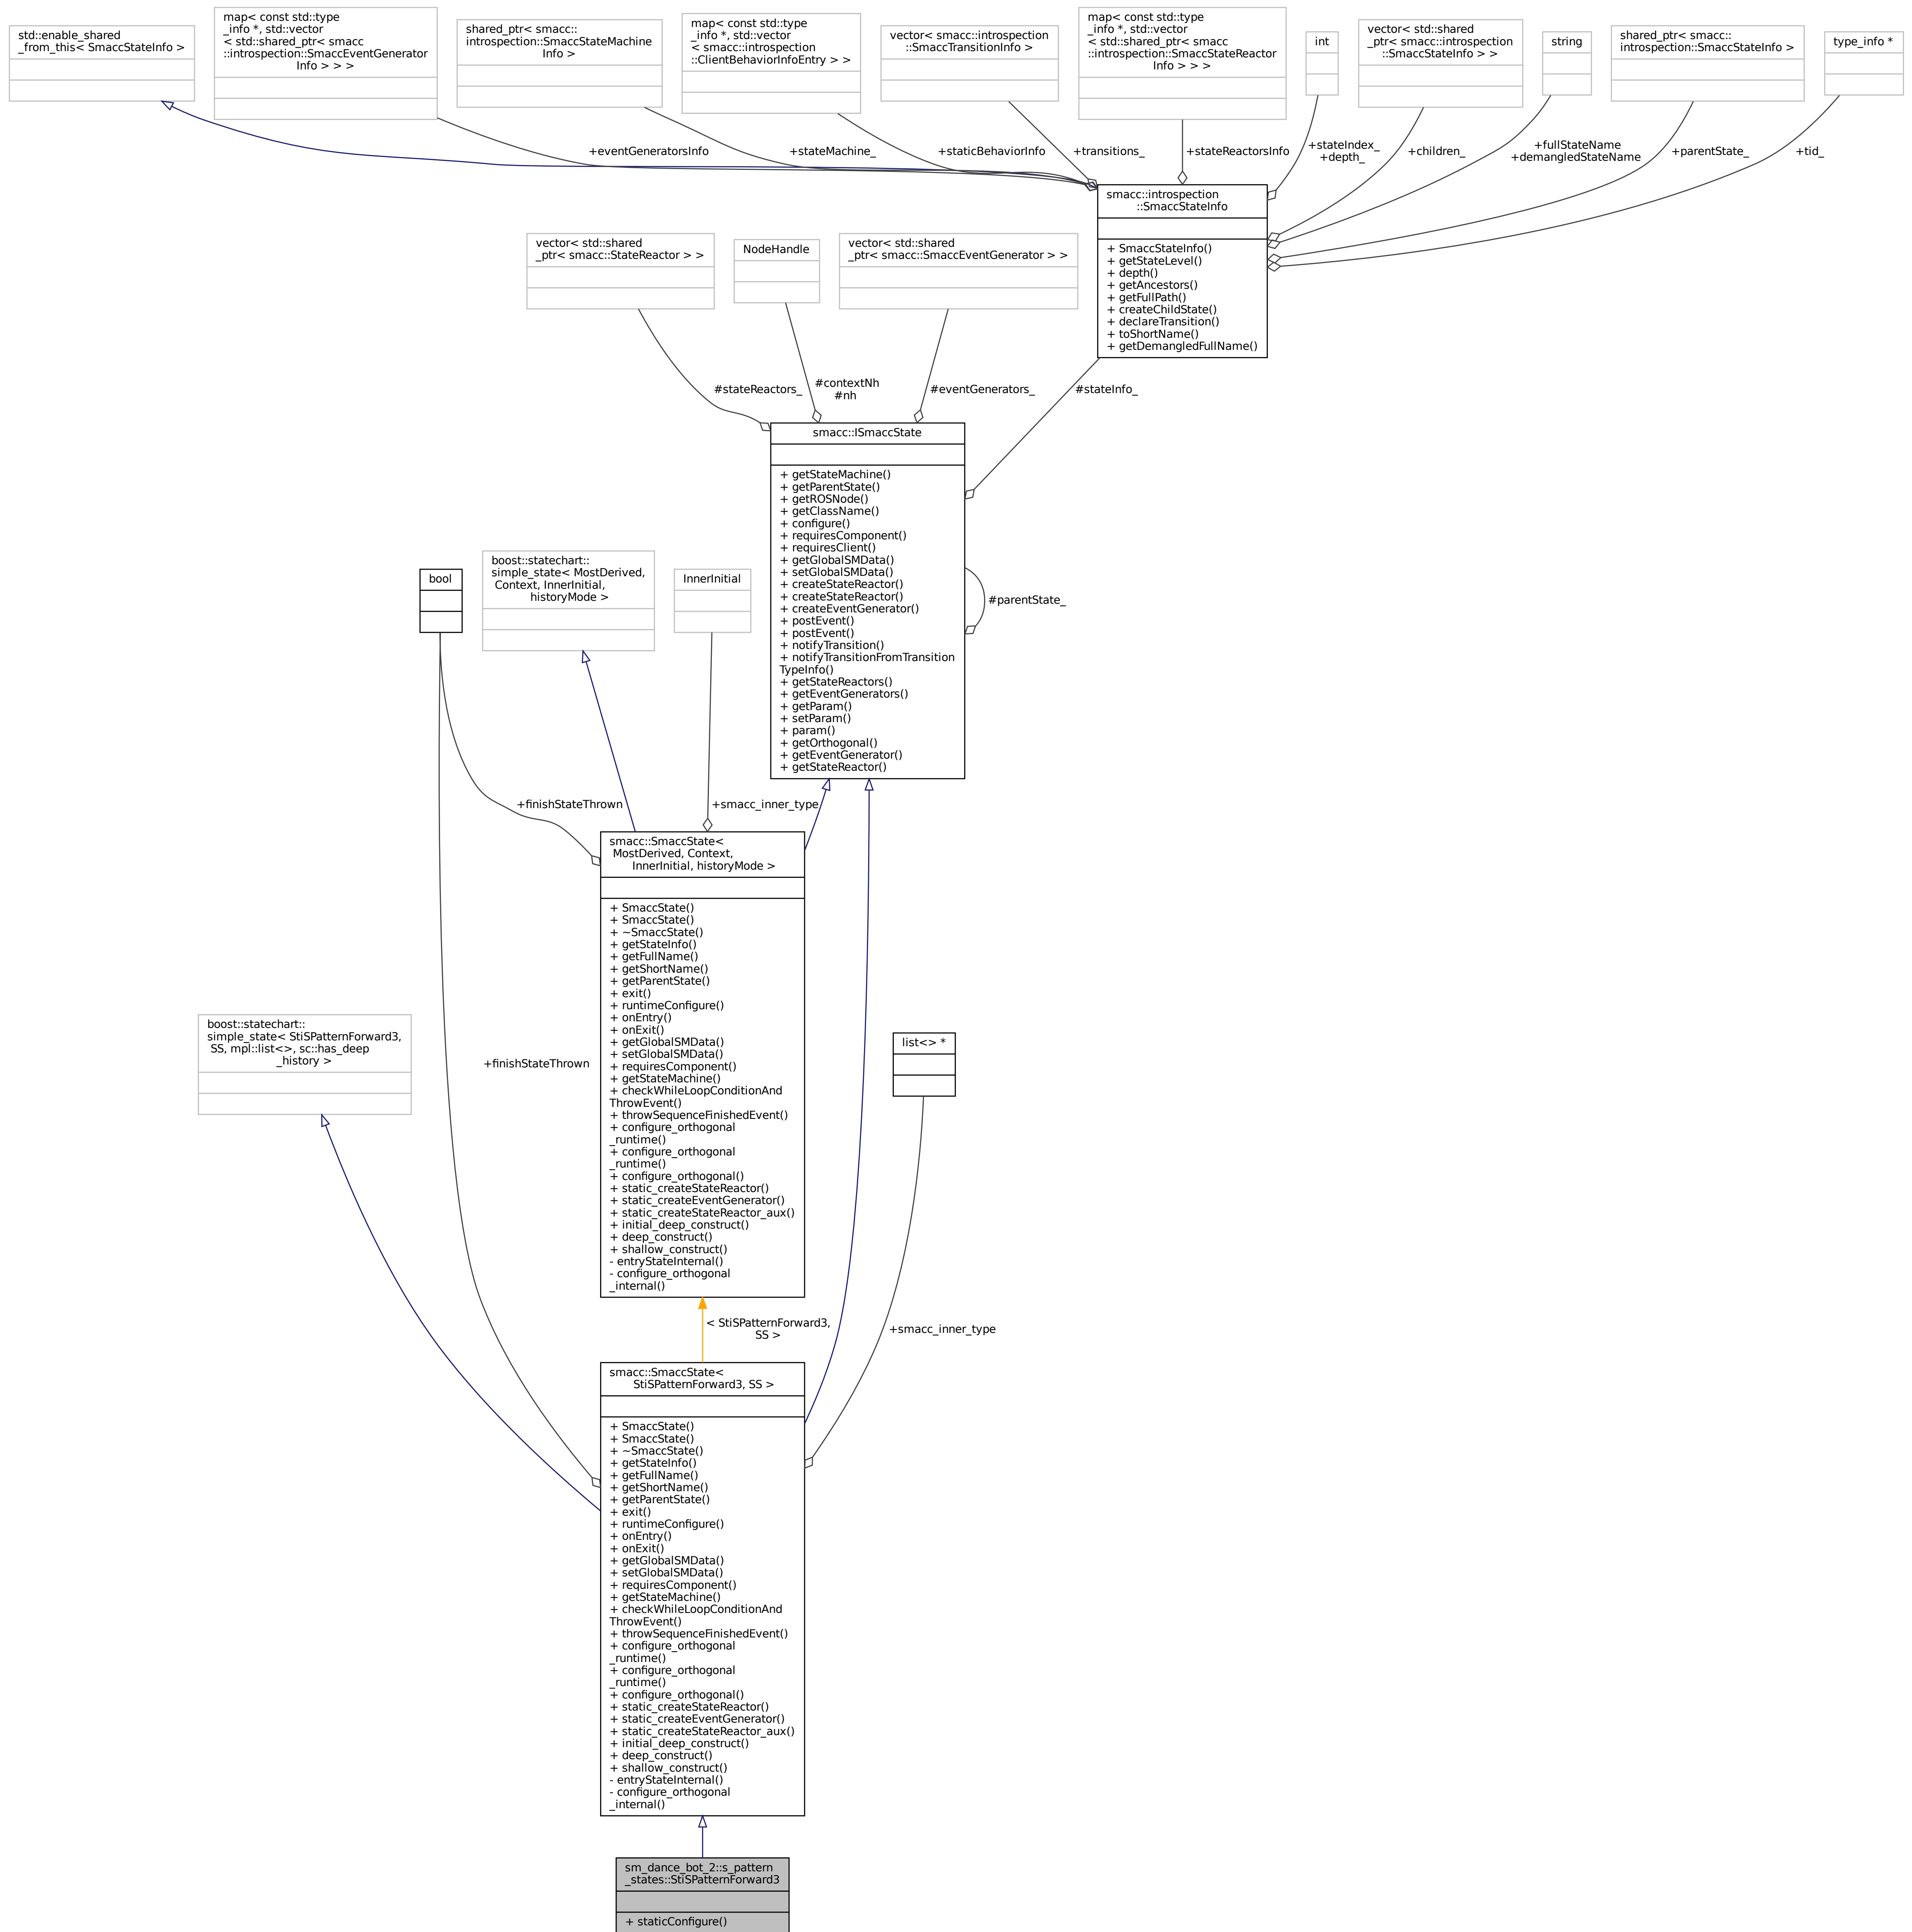 std::enable_shared
_from_this< SmaccStateInfo >
map< const std::type
_info *, std::vector
< std::shared_ptr< smacc
::introspection::SmaccEventGenerator
Info > > >
shared_ptr< smacc::
introspection::SmaccStateMachine
Info >
map< const std::type
_info *, std::vector
< smacc::introspection
::ClientBehaviorInfoEntry > >
vector< smacc::introspection
::SmaccTransitionInfo >
map< const std::type
_info *, std::vector
< std::shared_ptr< smacc
::introspection::SmaccStateReactor
Info > > >
int
vector< std::shared
_ptr< smacc::introspection
::SmaccStateInfo > >
string
shared_ptr< smacc::
introspection::SmaccStateInfo >
type_info *
+eventGeneratorsInfo
+stateMachine_
+staticBehaviorInfo
+transitions_
+stateReactorsInfo
+stateIndex_
+depth_
+children_
+fullStateName
+demangledStateName
+parentState_
+tid_
smacc::introspection
::SmaccStateInfo
+ SmaccStateInfo()
+ getStateLevel()
+ depth()
+ getAncestors()
+ getFullPath()
+ createChildState()
+ declareTransition()
+ toShortName()
+ getDemangledFullName()
vector< std::shared
_ptr< smacc::StateReactor > >
NodeHandle
vector< std::shared
_ptr< smacc::SmaccEventGenerator > >
#stateReactors_
#contextNh
#nh
#eventGenerators_
#stateInfo_
smacc::ISmaccState
+ getStateMachine()
+ getParentState()
+ getROSNode()
+ getClassName()
+ configure()
+ requiresComponent()
+ requiresClient()
+ getGlobalSMData()
+ setGlobalSMData()
+ createStateReactor()
+ createStateReactor()
+ createEventGenerator()
+ postEvent()
+ postEvent()
+ notifyTransition()
+ notifyTransitionFromTransition
TypeInfo()
+ getStateReactors()
+ getEventGenerators()
+ getParam()
+ setParam()
+ param()
+ getOrthogonal()
+ getEventGenerator()
+ getStateReactor()
#parentState_
bool
boost::statechart::
simple_state< MostDerived,
Context, InnerInitial,
historyMode >
InnerInitial
+finishStateThrown
+smacc_inner_type
smacc::SmaccState<
MostDerived, Context,
InnerInitial, historyMode >
+ SmaccState()
+ SmaccState()
+ ~SmaccState()
+ getStateInfo()
+ getFullName()
+ getShortName()
+ getParentState()
+ exit()
+ runtimeConfigure()
+ onEntry()
+ onExit()
+ getGlobalSMData()
+ setGlobalSMData()
+ requiresComponent()
+ getStateMachine()
+ checkWhileLoopConditionAnd
ThrowEvent()
+ throwSequenceFinishedEvent()
+ configure_orthogonal
_runtime()
+ configure_orthogonal
_runtime()
+ configure_orthogonal()
+ static_createStateReactor()
+ static_createEventGenerator()
+ static_createStateReactor_aux()
+ initial_deep_construct()
+ deep_construct()
+ shallow_construct()
- entryStateInternal()
- configure_orthogonal
_internal()
boost::statechart::
simple_state< StiSPatternForward3,
SS, mpl::list<>, sc::has_deep
_history >
+finishStateThrown
list<> *
< StiSPatternForward3,
SS >
+smacc_inner_type
smacc::SmaccState<
StiSPatternForward3, SS >
+ SmaccState()
+ SmaccState()
+ ~SmaccState()
+ getStateInfo()
+ getFullName()
+ getShortName()
+ getParentState()
+ exit()
+ runtimeConfigure()
+ onEntry()
+ onExit()
+ getGlobalSMData()
+ setGlobalSMData()
+ requiresComponent()
+ getStateMachine()
+ checkWhileLoopConditionAnd
ThrowEvent()
+ throwSequenceFinishedEvent()
+ configure_orthogonal
_runtime()
+ configure_orthogonal
_runtime()
+ configure_orthogonal()
+ static_createStateReactor()
+ static_createEventGenerator()
+ static_createStateReactor_aux()
+ initial_deep_construct()
+ deep_construct()
+ shallow_construct()
- entryStateInternal()
- configure_orthogonal
_internal()
sm_dance_bot_2::s_pattern
_states::StiSPatternForward3
+ staticConfigure()